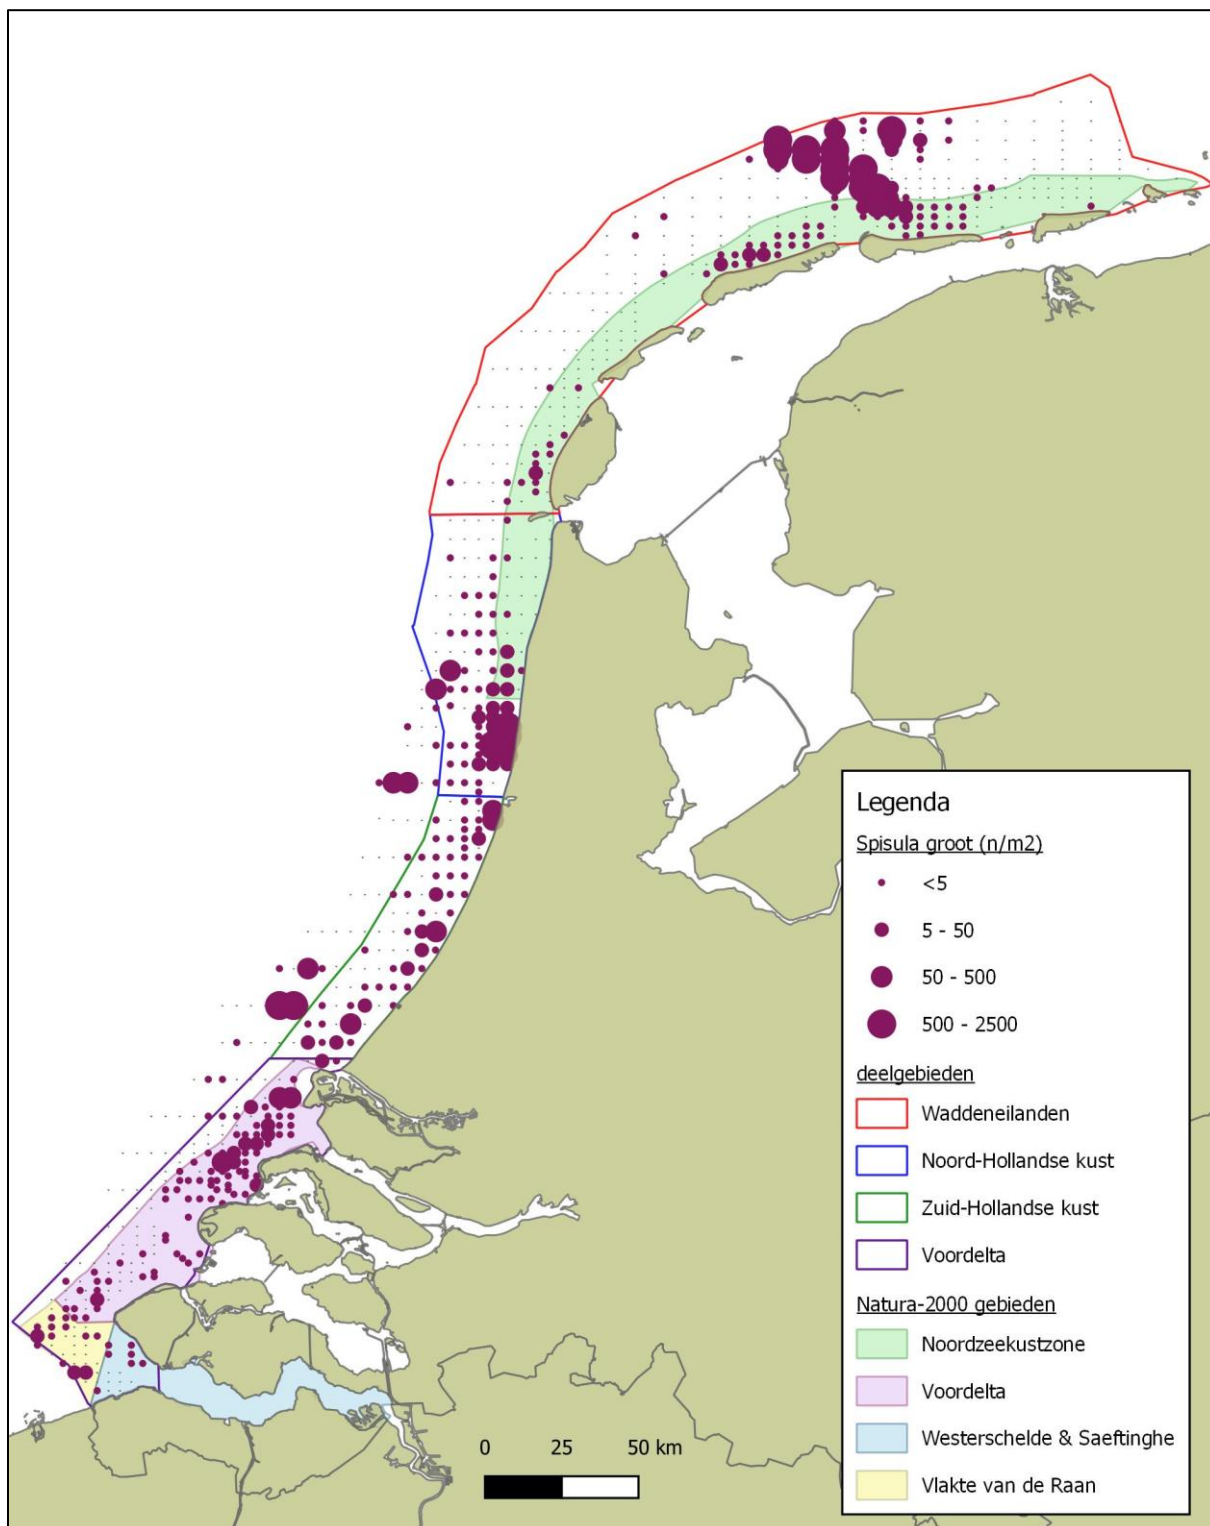 Legenda
Spisula groot (n/m2)
<5
5 - 50
50 - 500
500 - 2500
deelgebieden
Waddeneilanden
Noord-Hollandse kust
Zuid-Hollandse kust
Voordelta
Natura-2000 gebieden
Noordzeekustzone
Voordelta
Westerschelde & Saeftinghe
Vlakte van de Raan
0 25 50 km